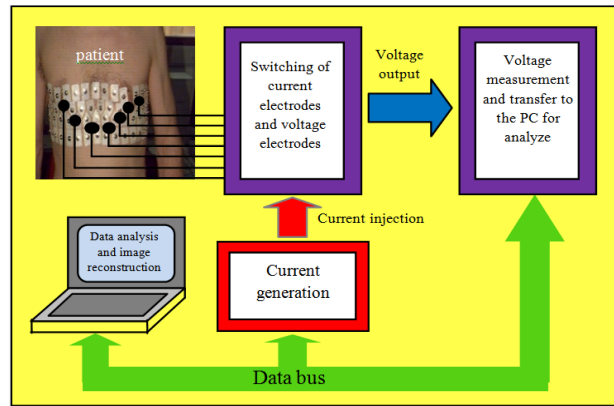 patient
Switching of
current
electrodes
and voltage
electrodes
Voltage
output
Voltage
measurement
and transfer to
the PC for
analyze
Current injection
Data analysis
and image
reconstruction
Current
generation
Data bus